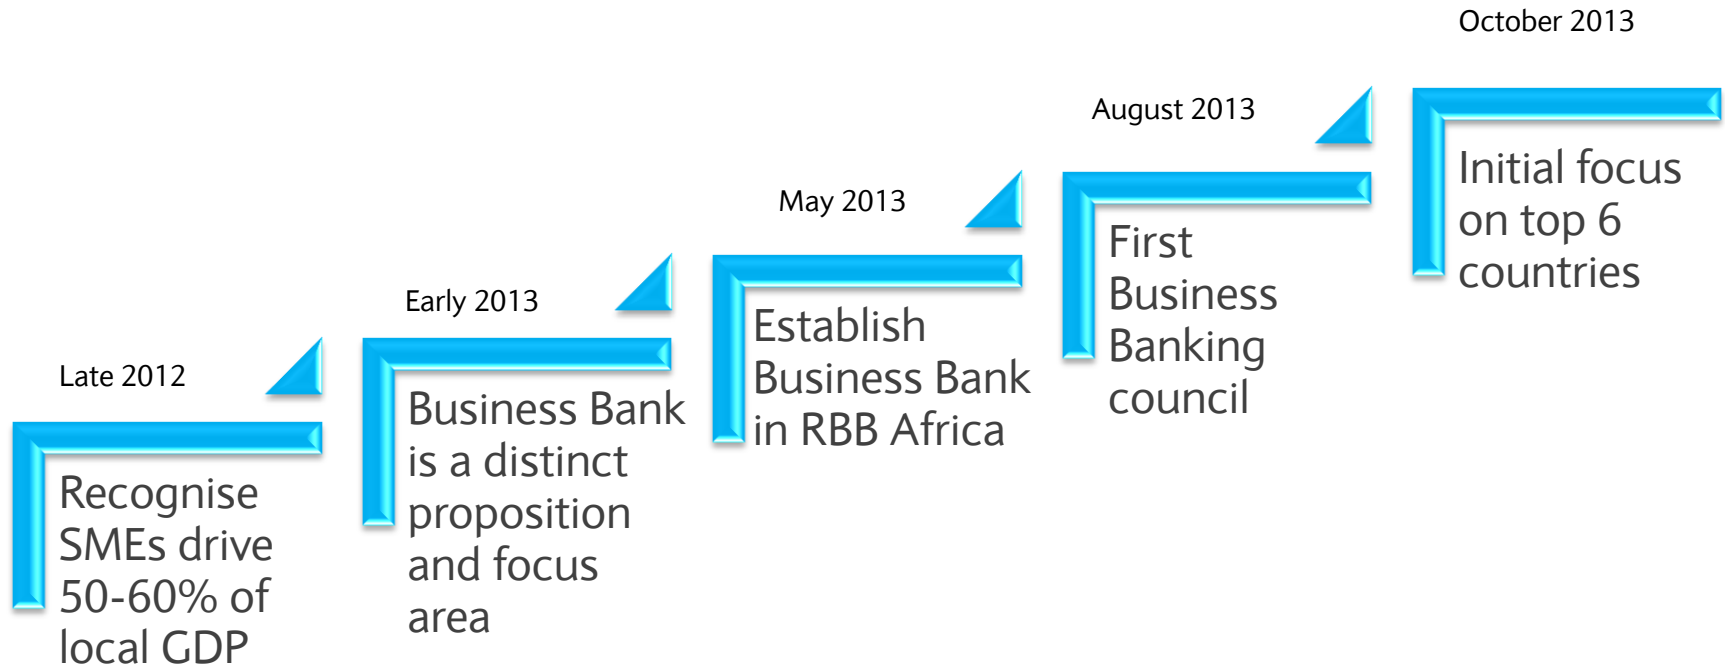 Late 2012
Recognise
SMEs drive
50-60% of
local GDP
Early 2013
Business Bank
is a distinct
proposition
and focus
area
May 2013
Establish
Business Bank
in RBB Africa
August 2013
First
Business
Banking
council
October 2013
Initial focus
on top 6
countries